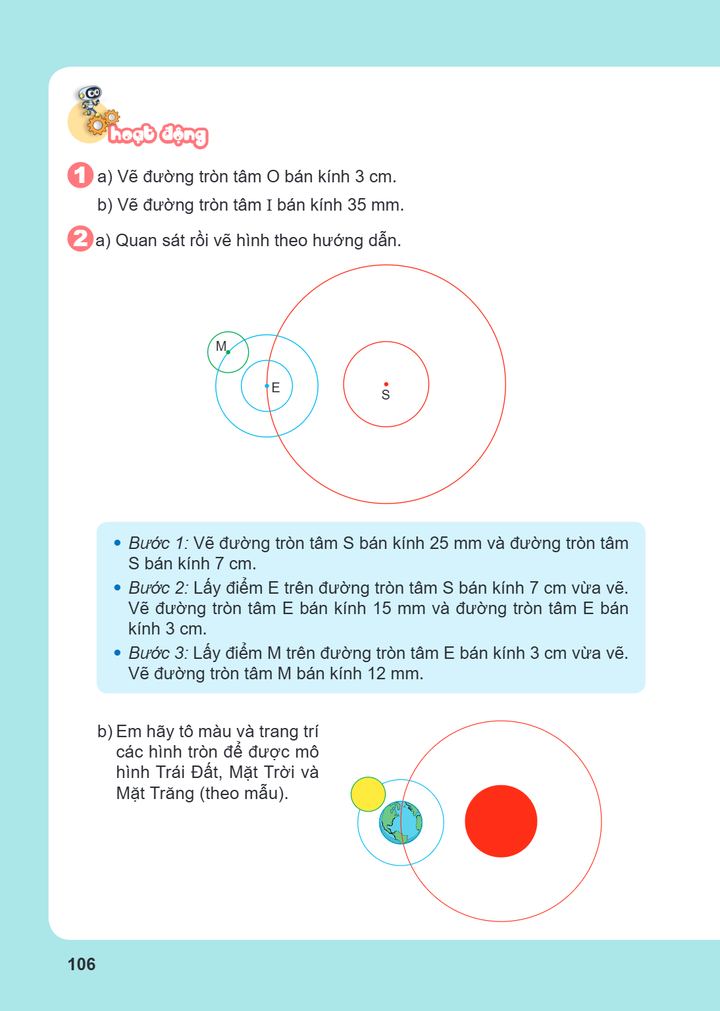 hoạt động
1 a) Vẽ đường tròn tâm O bán kính 3 cm.
b) Vẽ đường tròn tâm I bán kính 35 mm.
2 a) Quan sát rồi vẽ hình theo hướng dẫn.
M
E
S
• Bước 1: Vẽ đường tròn tâm S bán kính 25 mm và đường tròn tâm
S bán kính 7 cm.
• Bước 2: Lấy điểm E trên đường tròn tâm S bán kính 7 cm vừa vẽ.
Vẽ đường tròn tâm E bán kính 15 mm và đường tròn tâm E bán
kính 3 cm.
• Bước 3: Lấy điểm M trên đường tròn tâm E bán kính 3 cm vừa vẽ.
Vẽ đường tròn tâm M bán kính 12 mm.
b) Em hãy tô màu và trang trí
các hình tròn để được mô
hình Trái Đất, Mặt Trời và
Mặt Trăng (theo mẫu).
106